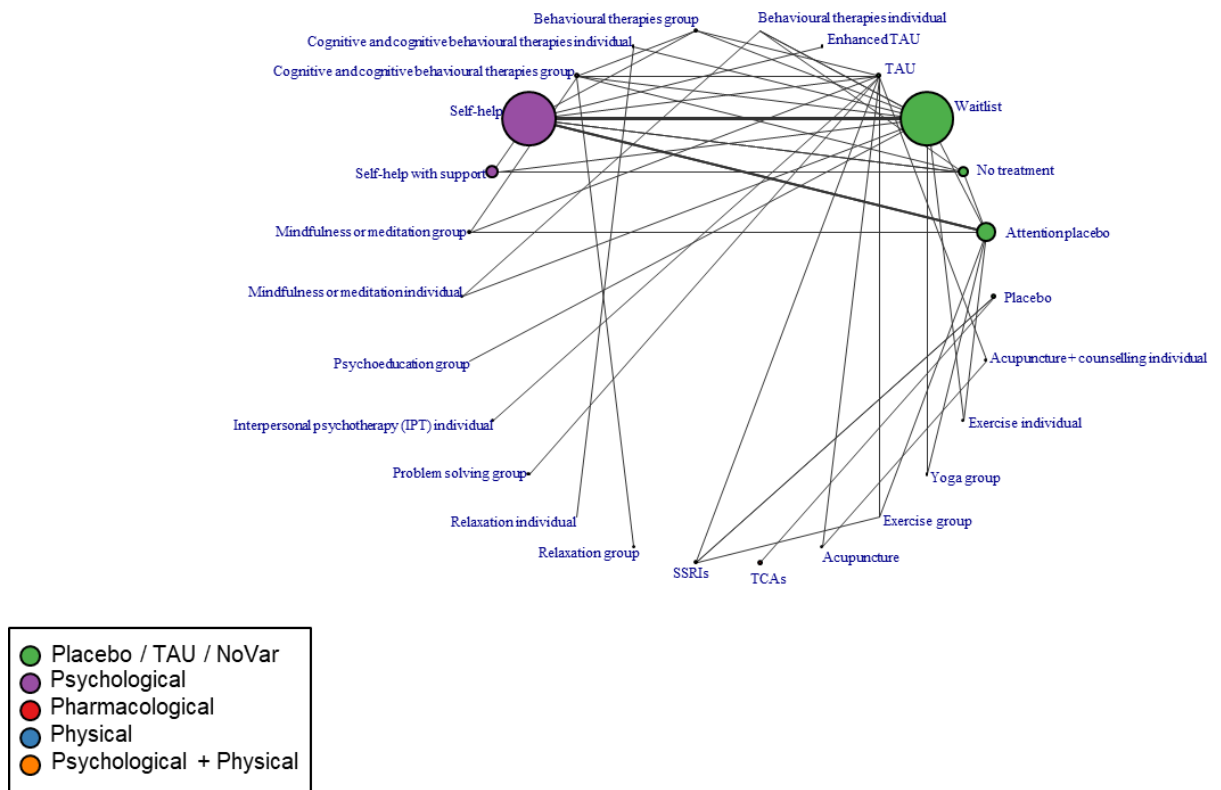 Behavioural therapies group
Behavioural therapies individual
Cognitive and cognitive behavioural therapies individual
Enhanced TAU
Cognitive and cognitive behavioural therapies group
TAU
Self-help
Waitlist
Self-help with support
No treatment
Mindfulness or meditation group
Attention placebo
Mindfulness or meditation individual
Placebo
Psychoeducation group
Acupuncture + counselling individual
Interpersonal psychotherapy (IPT) individual
Exercise individual
Problem solving group
Yoga group
Relaxation individual
Exercise group
Relaxation group
SSRIs
TCAs
Acupuncture
Placebo / TAU / NoVar
Psychological
Pharmacological
Physical
Psychological + Physical